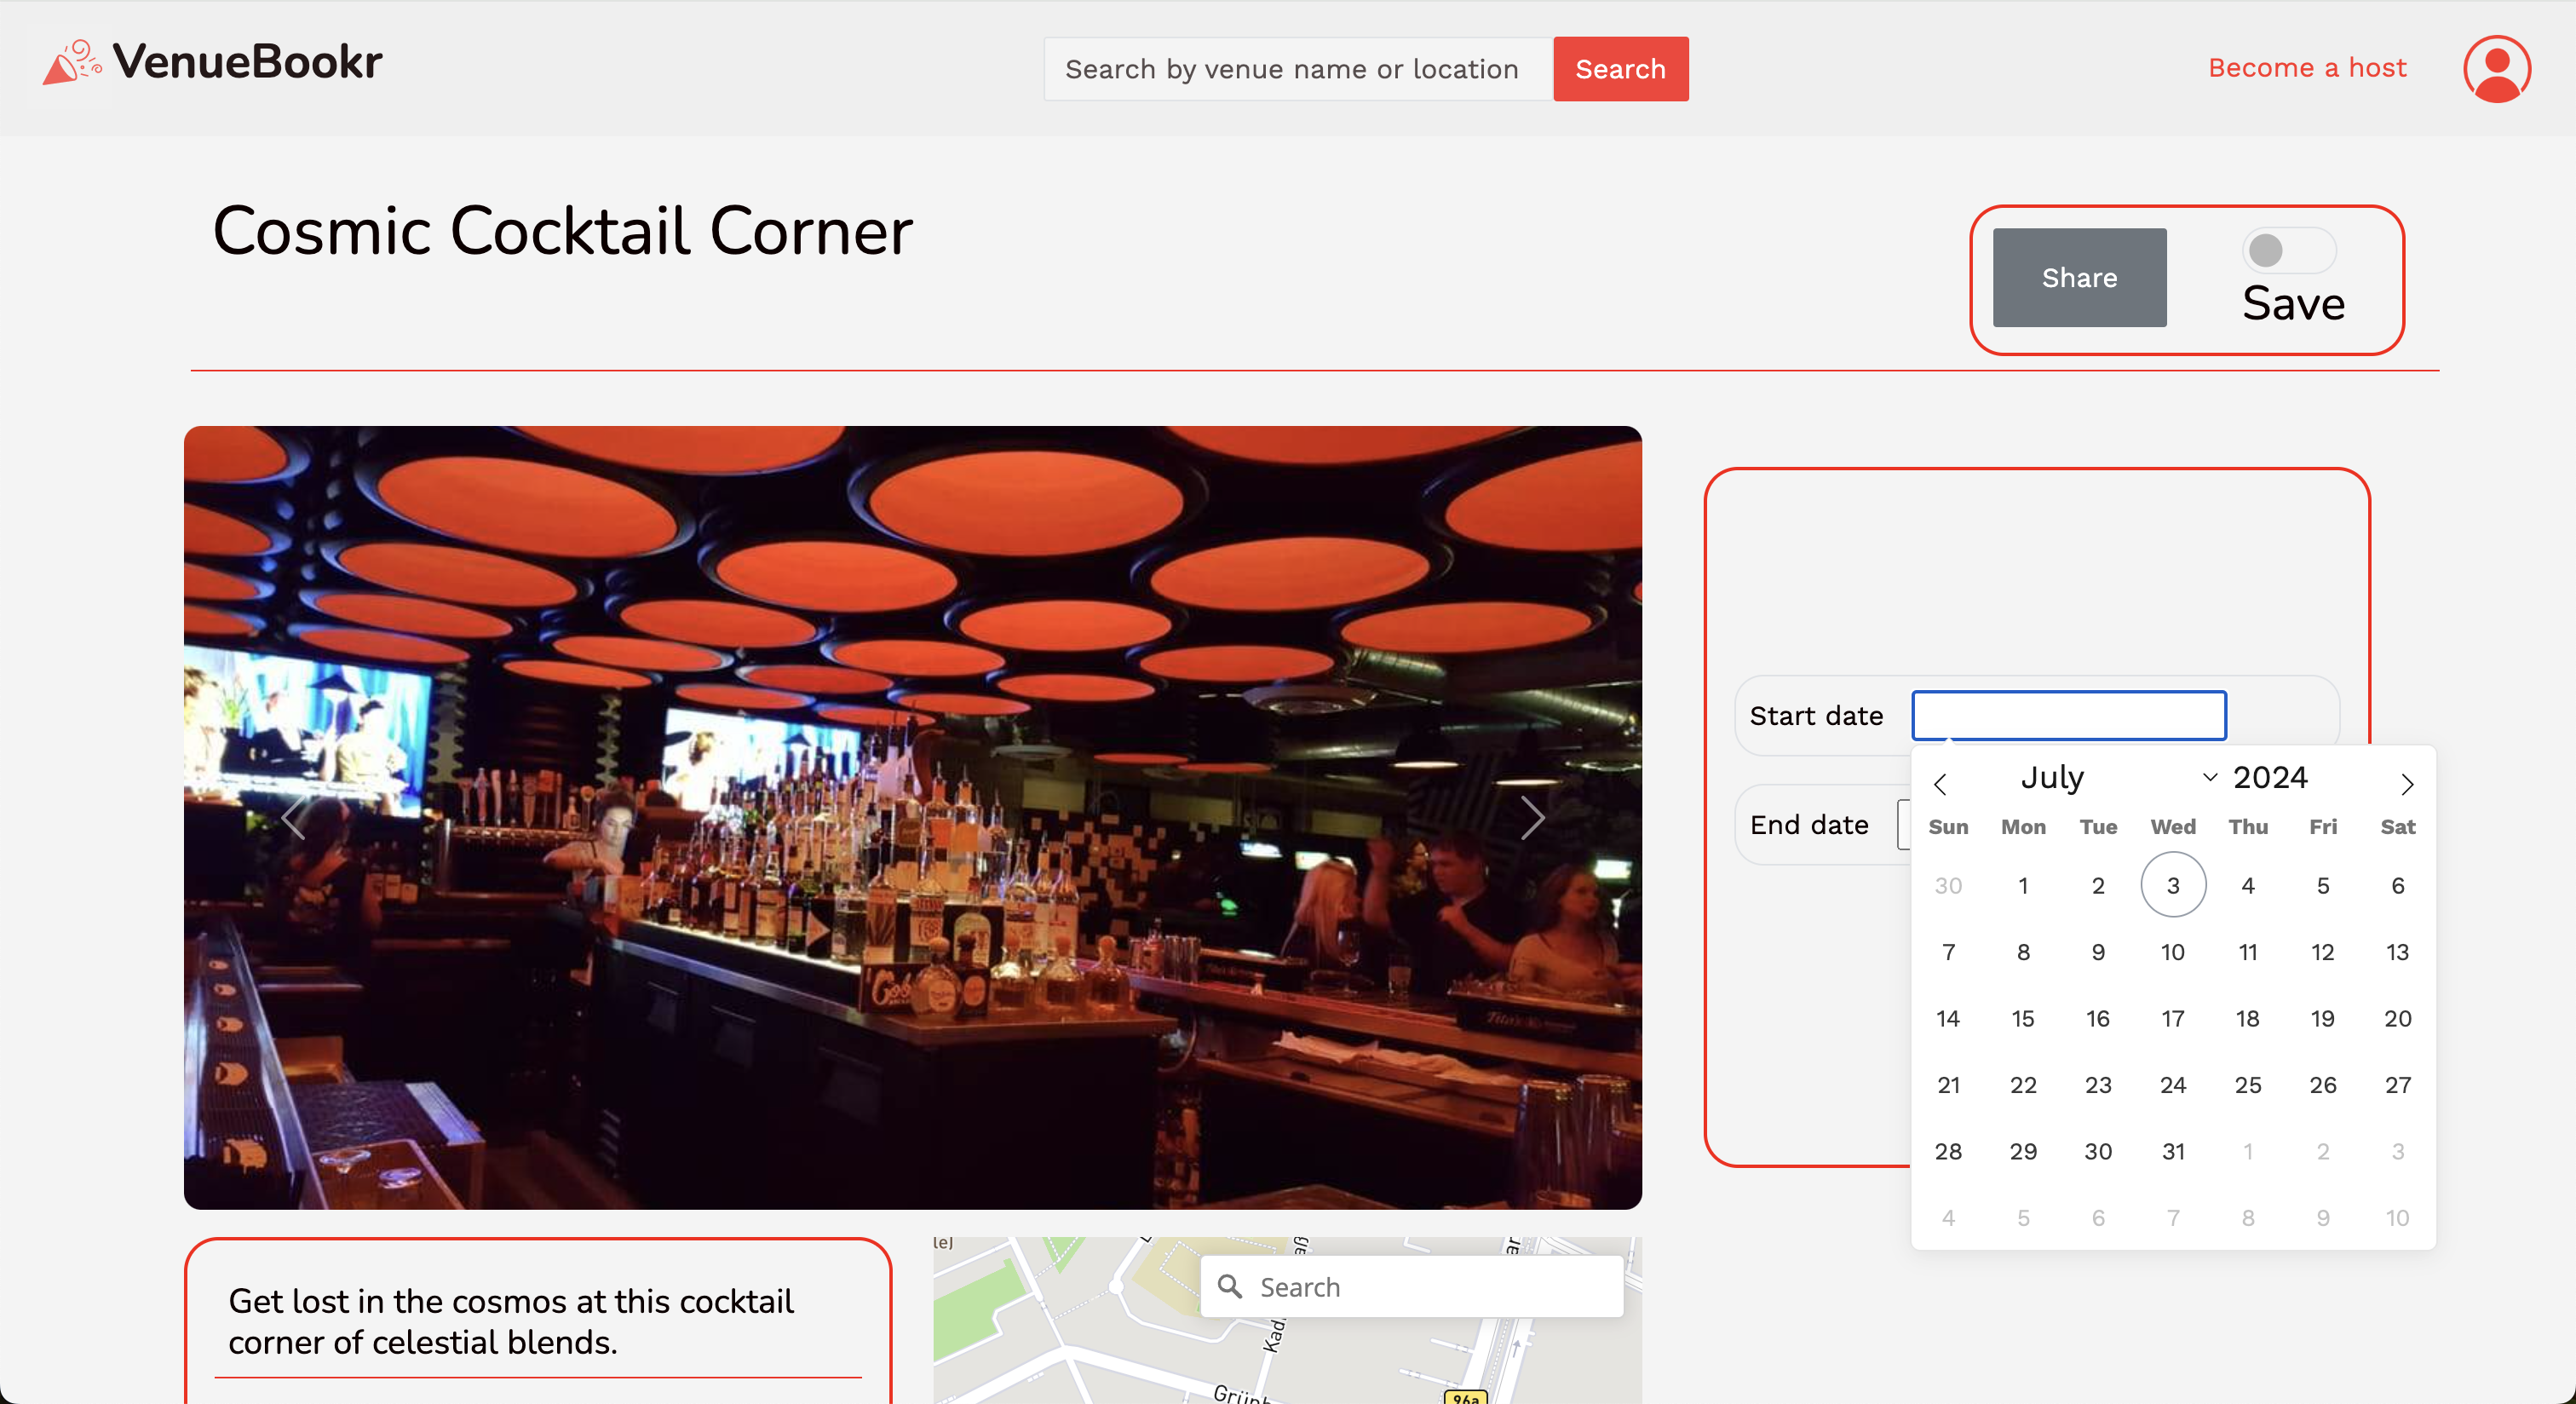 VenueBookr
Search by venue name or location
Search
Become a host
Cosmic Cocktail Corner
Share
Save
Start date
End date
July 2024
Sun Mon Tue Wed Thu Fri Sat
30 1 2 3 4 5 6
7 8 9 10 11 12 13
14 15 16 17 18 19 20
21 22 23 24 25 26 27
28 29 30 31 1 2 3
4 5 6 7 8 9 10
Get lost in the cosmos at this cocktail
corner of celestial blends.
Search
96a